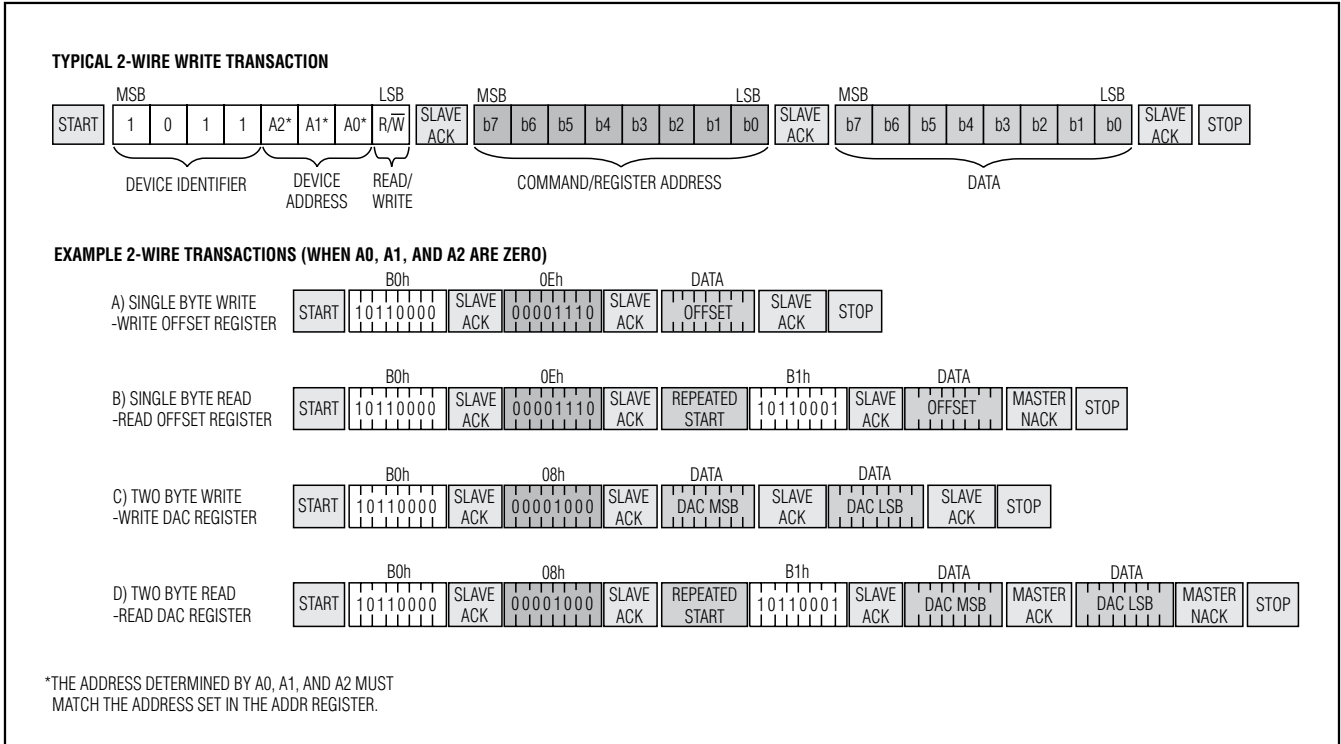 TYPICAL 2-WIRE WRITE TRANSACTION
MSB LSB MSB LSB MSB LSB
START 1 0 1 1 A2* A1* A0* R/W̅ SLAVE ACK b7 b6 b5 b4 b3 b2 b1 b0 SLAVE ACK b7 b6 b5 b4 b3 b2 b1 b0 SLAVE ACK STOP
DEVICE IDENTIFIER DEVICE ADDRESS READ/WRITE COMMAND/REGISTER ADDRESS DATA
EXAMPLE 2-WIRE TRANSACTIONS (WHEN A0, A1, AND A2 ARE ZERO)
B0h 0Eh DATA
A) SINGLE BYTE WRITE
-WRITE OFFSET REGISTER
START 10110000 SLAVE ACK 00001110 SLAVE ACK OFFSET SLAVE ACK STOP
B0h 0Eh B1h DATA
B) SINGLE BYTE READ
-READ OFFSET REGISTER
START 10110000 SLAVE ACK 00001110 SLAVE ACK REPEATED START 10110001 SLAVE ACK OFFSET MASTER NACK STOP
B0h 08h DATA DATA
C) TWO BYTE WRITE
-WRITE DAC REGISTER
START 10110000 SLAVE ACK 00001000 SLAVE ACK DAC MSB SLAVE ACK DAC LSB SLAVE ACK STOP
B0h 08h B1h DATA DATA
D) TWO BYTE READ
-READ DAC REGISTER
START 10110000 SLAVE ACK 00001000 SLAVE ACK REPEATED START 10110001 SLAVE ACK DAC MSB MASTER ACK DAC LSB MASTER NACK STOP
*THE ADDRESS DETERMINED BY A0, A1, AND A2 MUST
MATCH THE ADDRESS SET IN THE ADDR REGISTER.